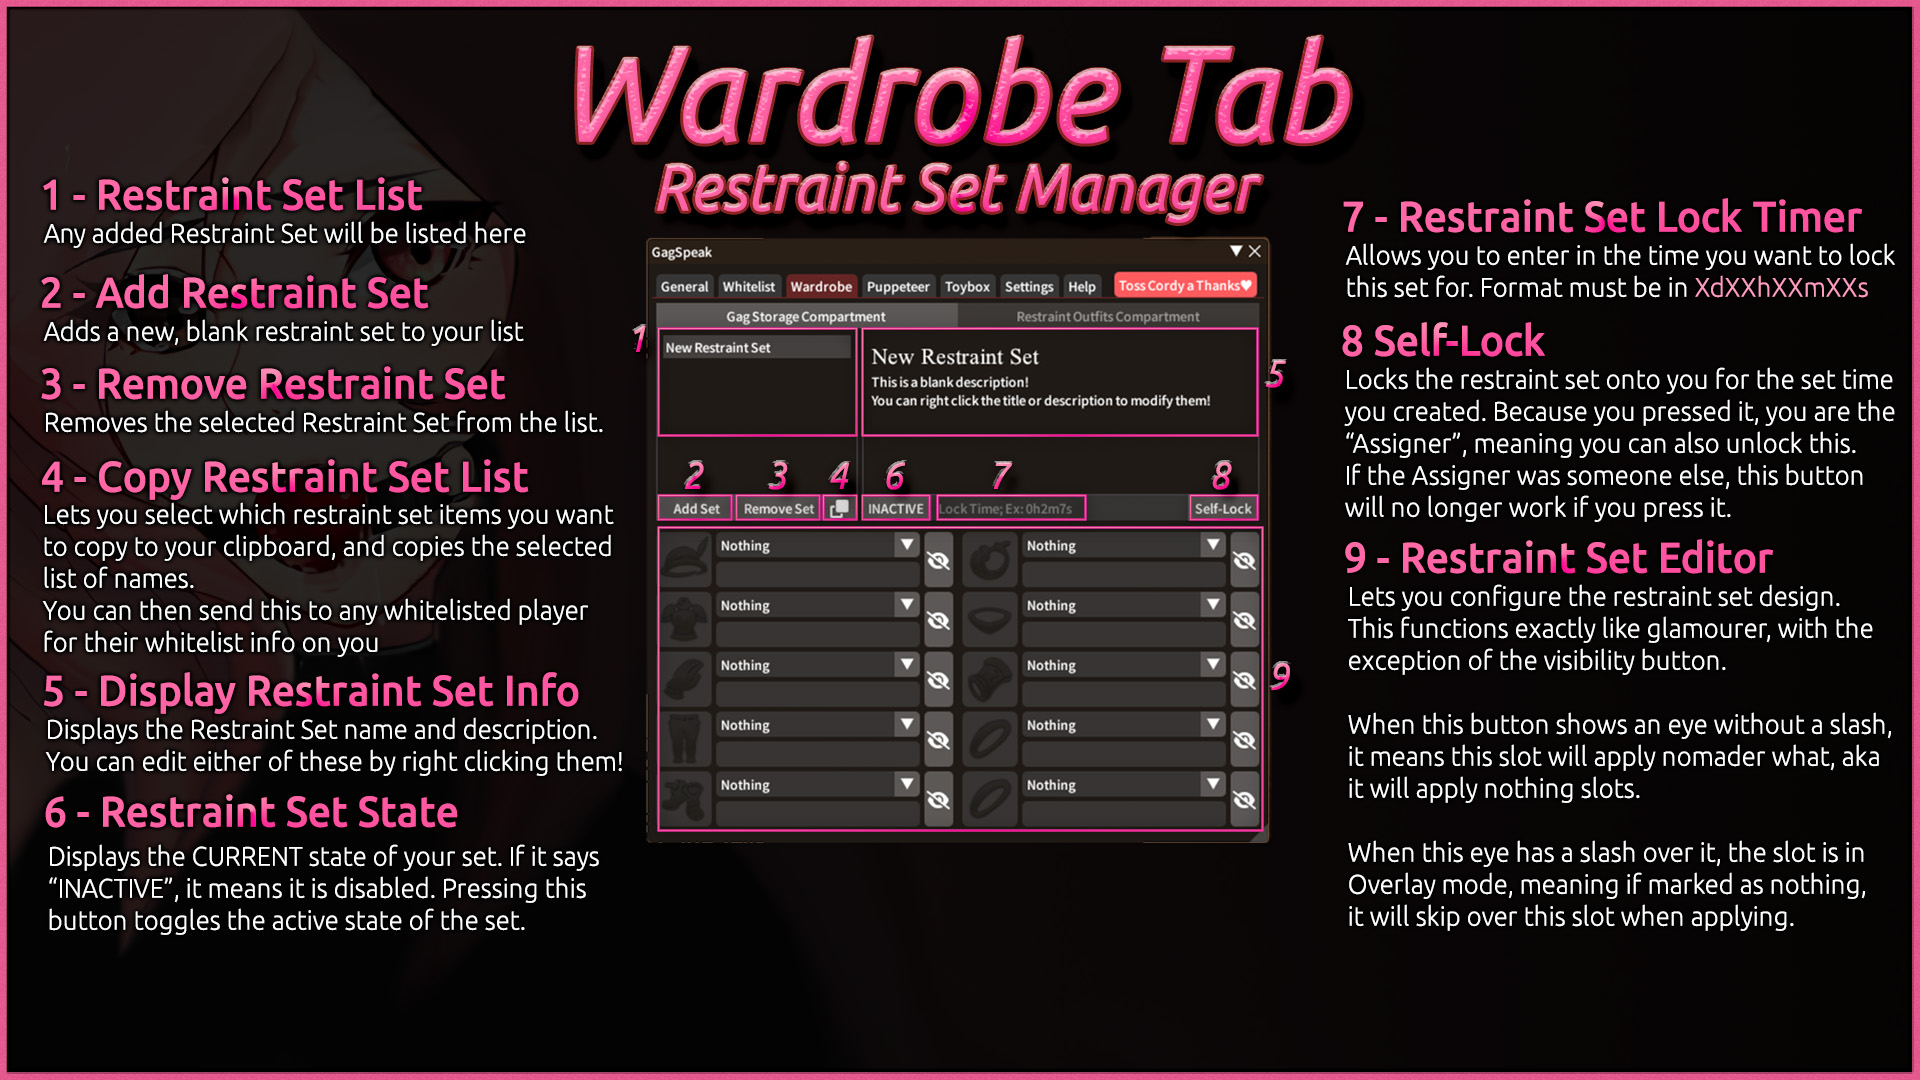 Wardrobe Tab
Restraint Set Manager
1 - Restraint Set List
Any added Restraint Set will be listed here
2 - Add Restraint Set
Adds a new, blank restraint set to your list
3 - Remove Restraint Set
Removes the selected Restraint Set from the list.
4 - Copy Restraint Set List
Lets you select which restraint set items you want
to copy to your clipboard, and copies the selected
list of names.
You can then send this to any whitelisted player
for their whitelist info on you
5 - Display Restraint Set Info
Displays the Restraint Set name and description.
You can edit either of these by right clicking them!
6 - Restraint Set State
Displays the CURRENT state of your set. If it says
“INACTIVE”, it means it is disabled. Pressing this
button toggles the active state of the set.
GagSpeak
General Whitelist Wardrobe Puppeteer Toybox Settings Help Toss Cordy a Thanks♥
Gag Storage Compartment Restraint Outfits Compartment
1
New Restraint Set
New Restraint Set
This is a blank description!
You can right click the title or description to modify them!
5
2 3 4 6 7 8
Add Set Remove Set INACTIVE Lock Time; Ex: 0h2m7s Self-Lock
Nothing Nothing
Nothing Nothing
Nothing Nothing
9
Nothing Nothing
Nothing Nothing
7 - Restraint Set Lock Timer
Allows you to enter in the time you want to lock
this set for. Format must be in XdXXhXXmXXs
8 Self-Lock
Locks the restraint set onto you for the set time
you created. Because you pressed it, you are the
“Assigner”, meaning you can also unlock this.
If the Assigner was someone else, this button
will no longer work if you press it.
9 - Restraint Set Editor
Lets you configure the restraint set design.
This functions exactly like glamourer, with the
exception of the visibility button.
When this button shows an eye without a slash,
it means this slot will apply nomader what, aka
it will apply nothing slots.
When this eye has a slash over it, the slot is in
Overlay mode, meaning if marked as nothing,
it will skip over this slot when applying.